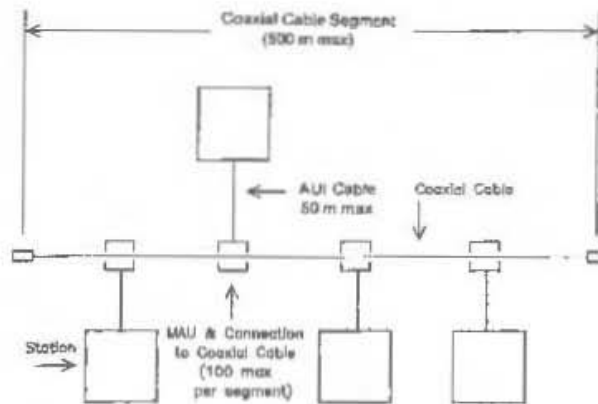 Coaxial Cable Segment
(500 m max)
AUI Cable
50 m max
Coaxial Cable
Station
MAU & Connection
to Coaxial Cable
(100 max
per segment)